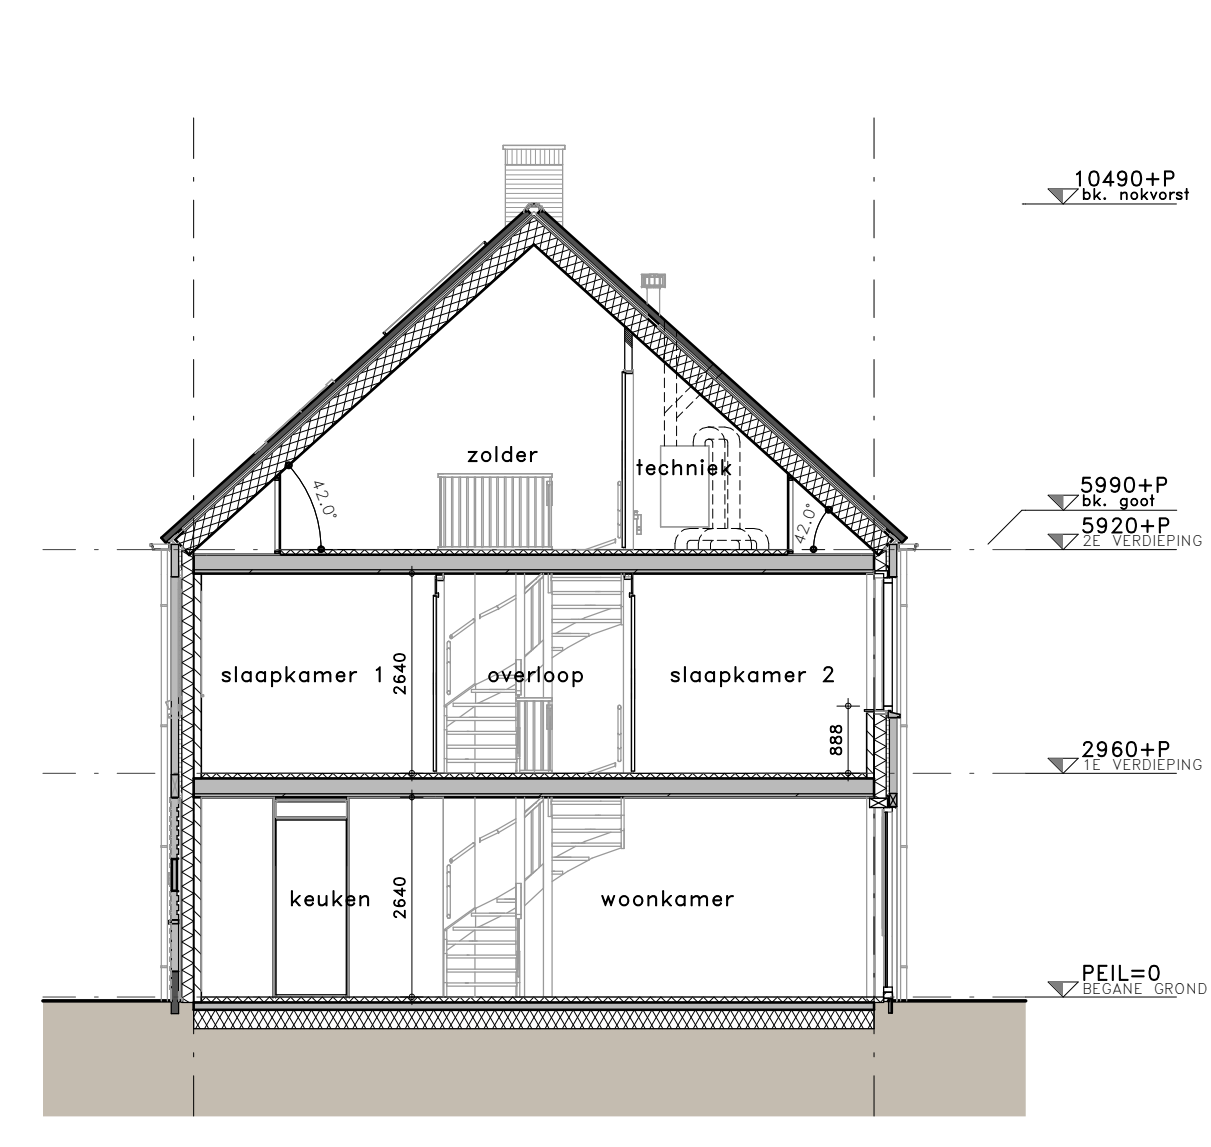 10490+P
bk. nokvorst
zolder
techniek
42.0°
42.0°
5990+P
bk. goot
5920+P
2E VERDIEPING
slaapkamer 1
2640
overloop
slaapkamer 2
888
2960+P
1E VERDIEPING
keuken
2640
woonkamer
PEIL=0
BEGANE GROND